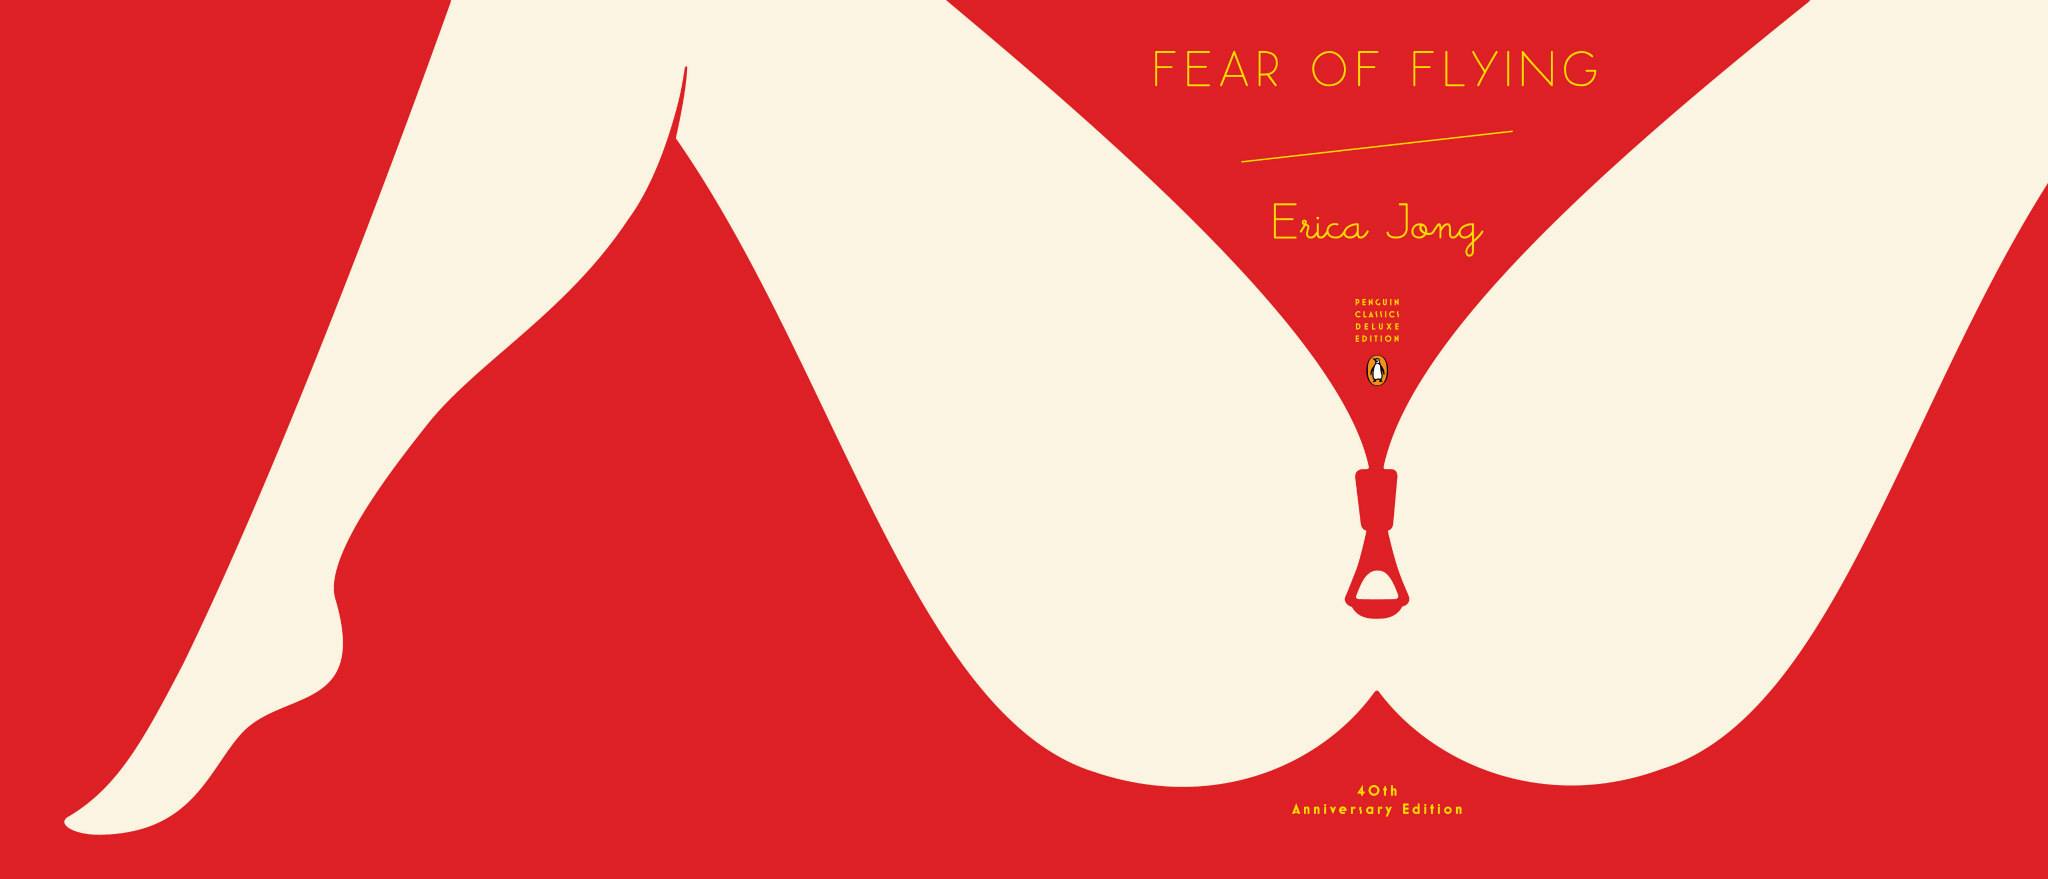 FEAR OF FLYING
Erica Jong
PENGUIN
CLASSICS
DELUXE
EDITION
40th
Anniversary Edition